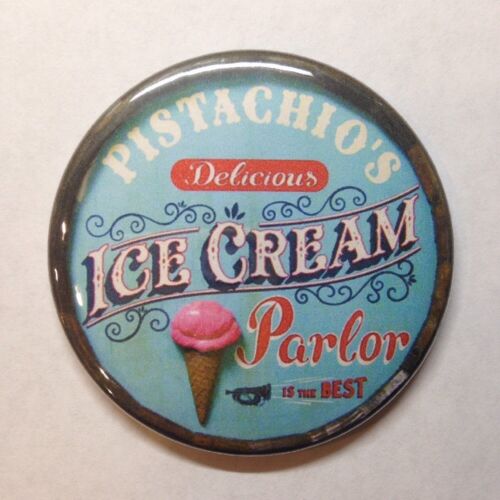 PISTACHIO'S
Delicious
ICE CREAM
Parlor
IS THE BEST